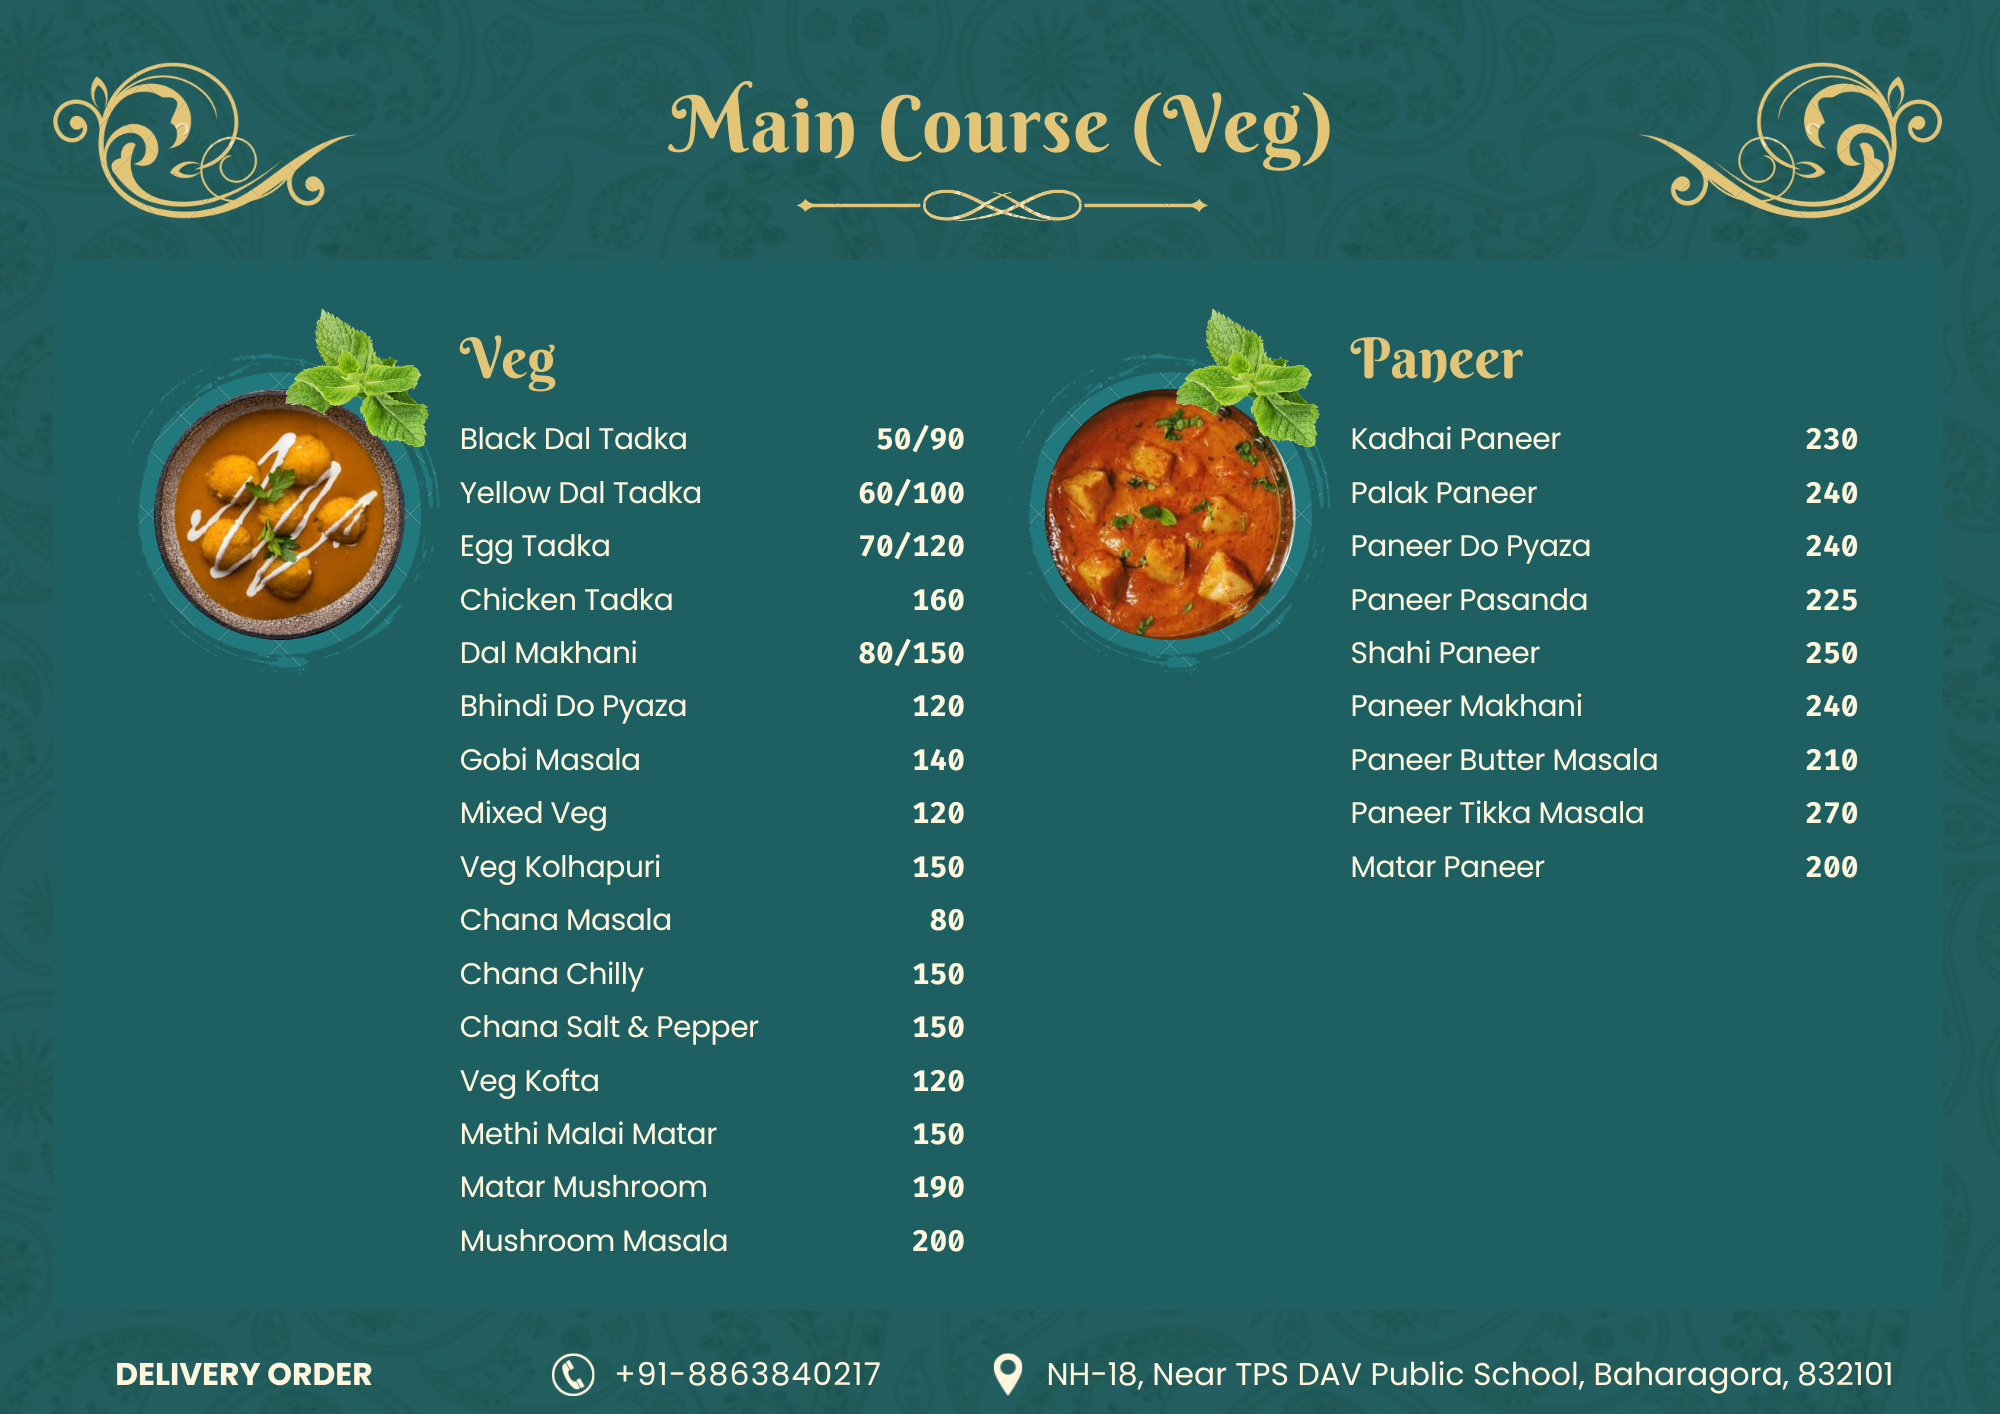 Main Course (Veg)
Veg
Black Dal Tadka 50/90
Yellow Dal Tadka 60/100
Egg Tadka 70/120
Chicken Tadka 160
Dal Makhani 80/150
Bhindi Do Pyaza 120
Gobi Masala 140
Mixed Veg 120
Veg Kolhapuri 150
Chana Masala 80
Chana Chilly 150
Chana Salt & Pepper 150
Veg Kofta 120
Methi Malai Matar 150
Matar Mushroom 190
Mushroom Masala 200
Paneer
Kadhai Paneer 230
Palak Paneer 240
Paneer Do Pyaza 240
Paneer Pasanda 225
Shahi Paneer 250
Paneer Makhani 240
Paneer Butter Masala 210
Paneer Tikka Masala 270
Matar Paneer 200
DELIVERY ORDER +91-8863840217 NH-18, Near TPS DAV Public School, Baharagora, 832101